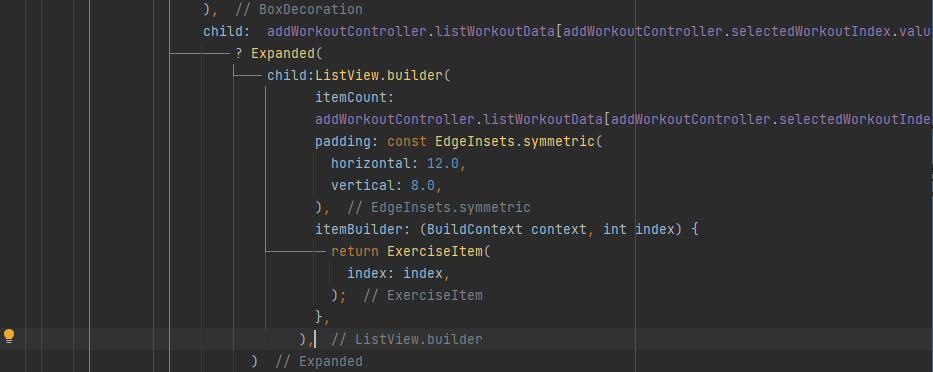 ), // BoxDecoration
child: addWorkoutController.listWorkoutData[addWorkoutController.selectedWorkoutIndex.valu
? Expanded(
child:ListView.builder(
itemCount:
addWorkoutController.listWorkoutData[addWorkoutController.selectedWorkoutInde
padding: const EdgeInsets.symmetric(
horizontal: 12.0,
vertical: 8.0,
), // EdgeInsets.symmetric
itemBuilder: (BuildContext context, int index) {
return ExerciseItem(
index: index,
); // ExerciseItem
},
), // ListView.builder
) // Expanded